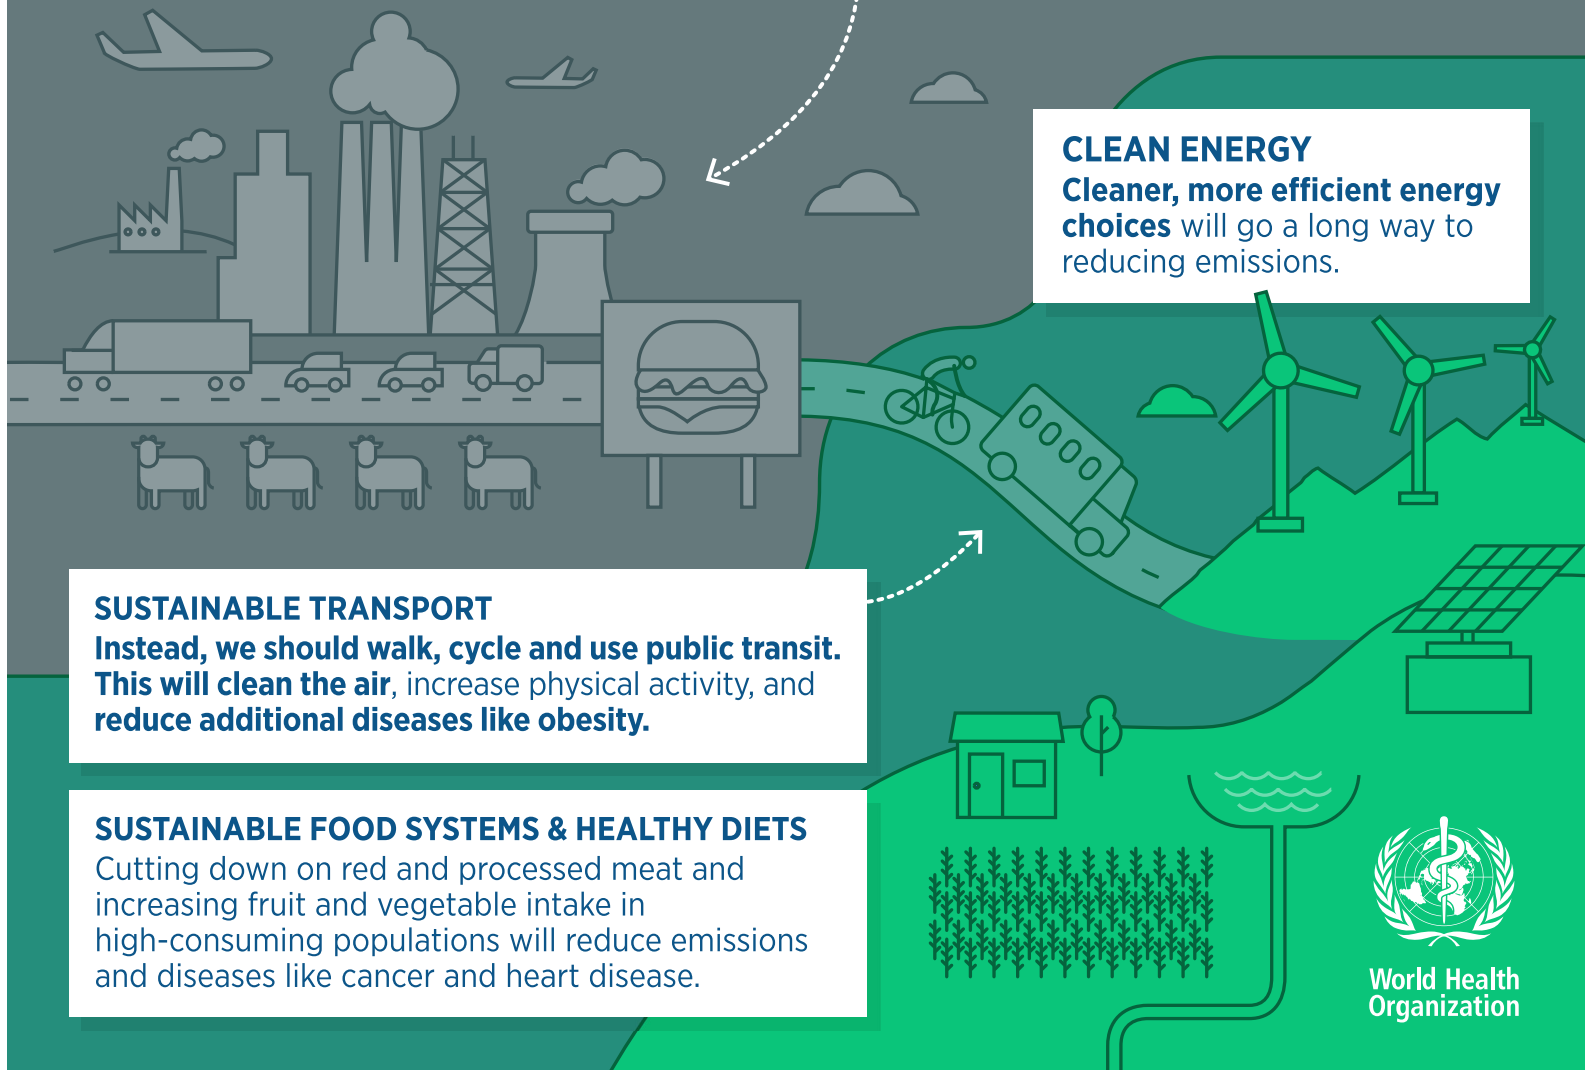 CLEAN ENERGY
Cleaner, more efficient energy
choices will go a long way to
reducing emissions.
SUSTAINABLE TRANSPORT
Instead, we should walk, cycle and use public transit.
This will clean the air, increase physical activity, and
reduce additional diseases like obesity.
SUSTAINABLE FOOD SYSTEMS & HEALTHY DIETS
Cutting down on red and processed meat and
increasing fruit and vegetable intake in
high-consuming populations will reduce emissions
and diseases like cancer and heart disease.
World Health
Organization